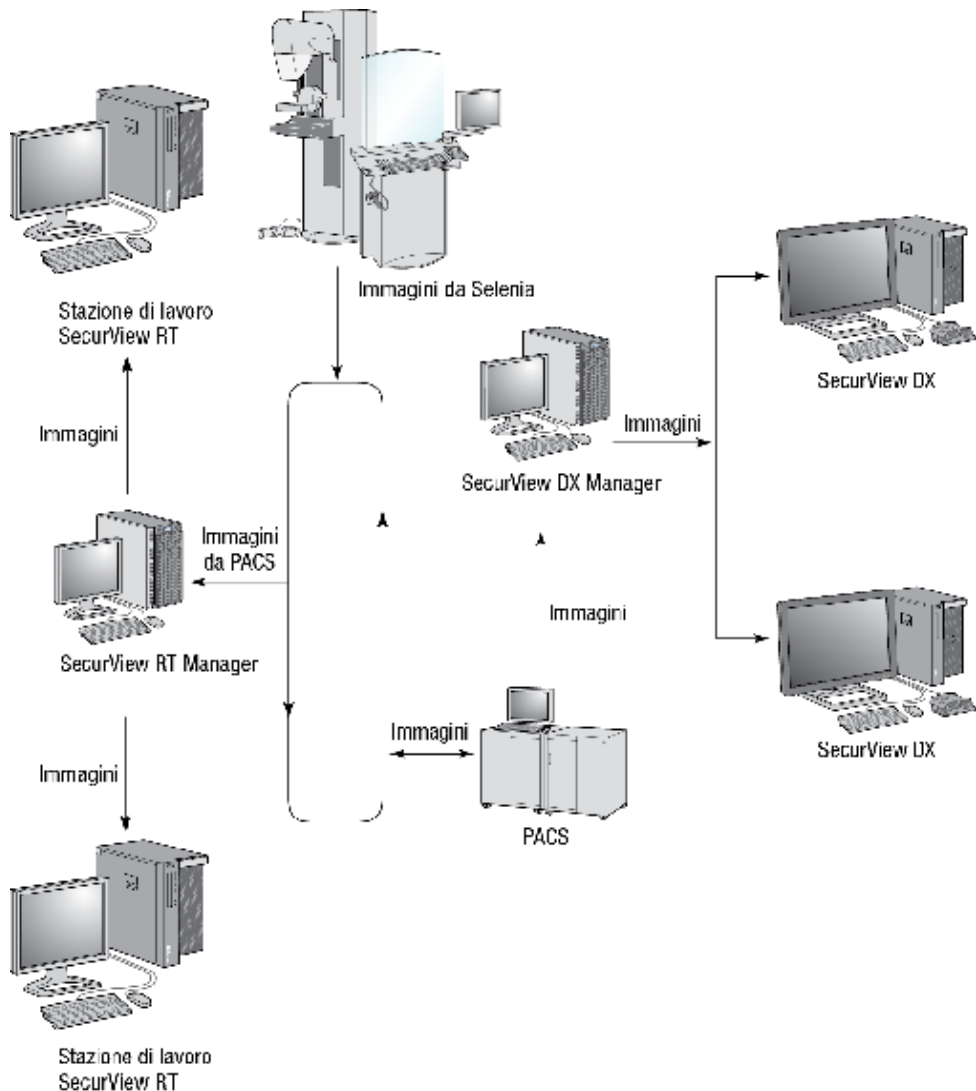 Immagini da Selenia
Stazione di lavoro
SecurView RT
SecurView DX
Immagini
Immagini
SecurView DX Manager
Immagini
da PACS
Immagini
SecurView RT Manager
Immagini
SecurView DX
Immagini
PACS
Stazione di lavoro
SecurView RT